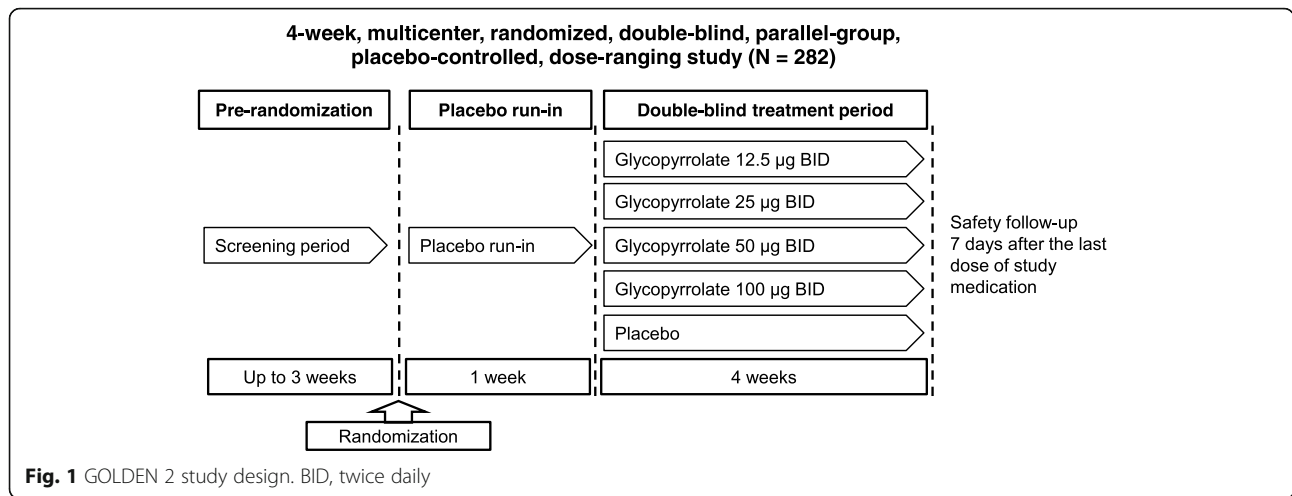 4-week, multicenter, randomized, double-blind, parallel-group,
placebo-controlled, dose-ranging study (N = 282)
Pre-randomization
Placebo run-in
Double-blind treatment period
Glycopyrrolate 12.5 µg BID
Glycopyrrolate 25 µg BID
Screening period
Placebo run-in
Glycopyrrolate 50 µg BID
Glycopyrrolate 100 µg BID
Placebo
Safety follow-up
7 days after the last
dose of study
medication
Up to 3 weeks
1 week
4 weeks
Randomization
Fig. 1 GOLDEN 2 study design. BID, twice daily